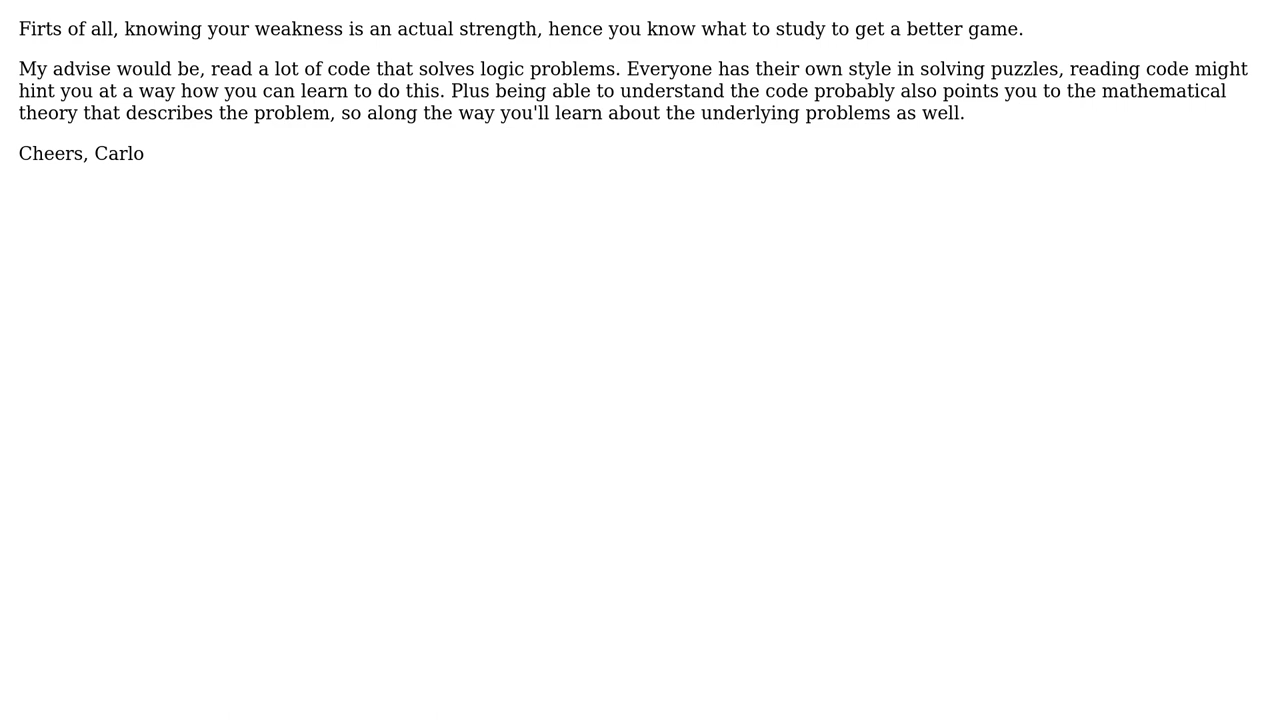 Firts of all, knowing your weakness is an actual strength, hence you know what to study to get a better game.
My advise would be, read a lot of code that solves logic problems. Everyone has their own style in solving puzzles, reading code might
hint you at a way how you can learn to do this. Plus being able to understand the code probably also points you to the mathematical
theory that describes the problem, so along the way you'll learn about the underlying problems as well.
Cheers, Carlo